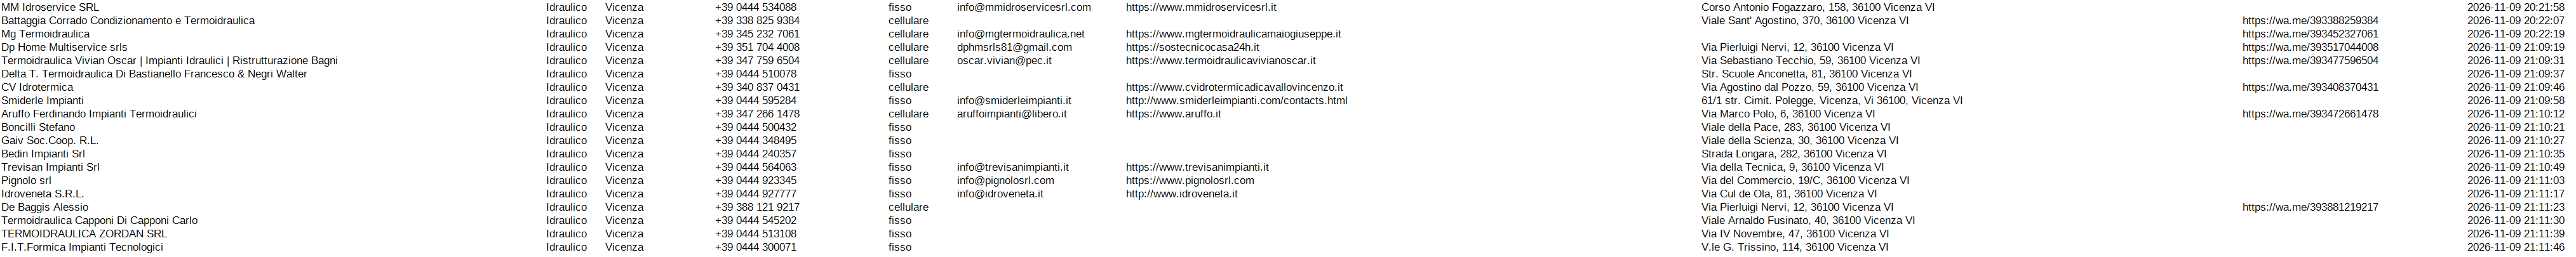 MM Idroservice SRL Idraulico Vicenza +39 0444 534088 fisso info@mmidroservicesrl.com https://www.mmidroservicesrl.it Corso Antonio Fogazzaro, 158, 36100 Vicenza VI 2026-11-09 20:21:58
Battaggia Corrado Condizionamento e Termoidraulica Idraulico Vicenza +39 338 825 9384 cellulare Viale Sant' Agostino, 370, 36100 Vicenza VI https://wa.me/393388259384 2026-11-09 20:22:07
Mg Termoidraulica Idraulico Vicenza +39 345 232 7061 cellulare info@mgtermoidraulica.net https://www.mgtermoidraulicamaiogiuseppe.it https://wa.me/393452327061 2026-11-09 20:22:19
Dp Home Multiservice srls Idraulico Vicenza +39 351 704 4008 cellulare dphmsrls81@gmail.com https://sostecnicocasa24h.it Via Pierluigi Nervi, 12, 36100 Vicenza VI https://wa.me/393517044008 2026-11-09 21:09:19
Termoidraulica Vivian Oscar | Impianti Idraulici | Ristrutturazione Bagni Idraulico Vicenza +39 347 759 6504 cellulare oscar.vivian@pec.it https://www.termoidraulicavivianoscar.it Via Sebastiano Tecchio, 59, 36100 Vicenza VI https://wa.me/393477596504 2026-11-09 21:09:31
Delta T. Termoidraulica Di Bastianello Francesco & Negri Walter Idraulico Vicenza +39 0444 510078 fisso Str. Scuole Anconetta, 81, 36100 Vicenza VI 2026-11-09 21:09:37
CV Idrotermica Idraulico Vicenza +39 340 837 0431 cellulare https://www.cvidrotermicadicavallovincenzo.it Via Agostino dal Pozzo, 59, 36100 Vicenza VI https://wa.me/393408370431 2026-11-09 21:09:46
Smiderle Impianti Idraulico Vicenza +39 0444 595284 fisso info@smiderleimpianti.it http://www.smiderleimpianti.com/contacts.html 61/1 str. Cimit. Polegge, Vicenza, Vi 36100, Vicenza VI 2026-11-09 21:09:58
Aruffo Ferdinando Impianti Termoidraulici Idraulico Vicenza +39 347 266 1478 cellulare aruffoimpianti@libero.it https://www.aruffo.it Via Marco Polo, 6, 36100 Vicenza VI https://wa.me/393472661478 2026-11-09 21:10:12
Boncilli Stefano Idraulico Vicenza +39 0444 500432 fisso Viale della Pace, 283, 36100 Vicenza VI 2026-11-09 21:10:21
Gaiv Soc.Coop. R.L. Idraulico Vicenza +39 0444 348495 fisso Viale della Scienza, 30, 36100 Vicenza VI 2026-11-09 21:10:27
Bedin Impianti Srl Idraulico Vicenza +39 0444 240357 fisso Strada Longara, 282, 36100 Vicenza VI 2026-11-09 21:10:35
Trevisan Impianti Srl Idraulico Vicenza +39 0444 564063 fisso info@trevisanimpianti.it https://www.trevisanimpianti.it Via della Tecnica, 9, 36100 Vicenza VI 2026-11-09 21:10:49
Pignolo srl Idraulico Vicenza +39 0444 923345 fisso info@pignolosrl.com https://www.pignolosrl.com Via del Commercio, 19/C, 36100 Vicenza VI 2026-11-09 21:11:03
Idroveneta S.R.L. Idraulico Vicenza +39 0444 927777 fisso info@idroveneta.it http://www.idroveneta.it Via Cul de Ola, 81, 36100 Vicenza VI 2026-11-09 21:11:17
De Baggis Alessio Idraulico Vicenza +39 388 121 9217 cellulare Via Pierluigi Nervi, 12, 36100 Vicenza VI https://wa.me/393881219217 2026-11-09 21:11:23
Termoidraulica Capponi Di Capponi Carlo Idraulico Vicenza +39 0444 545202 fisso Viale Arnaldo Fusinato, 40, 36100 Vicenza VI 2026-11-09 21:11:30
TERMOIDRAULICA ZORDAN SRL Idraulico Vicenza +39 0444 513108 fisso Via IV Novembre, 47, 36100 Vicenza VI 2026-11-09 21:11:39
F.I.T.Formica Impianti Tecnologici Idraulico Vicenza +39 0444 300071 fisso V.le G. Trissino, 114, 36100 Vicenza VI 2026-11-09 21:11:46